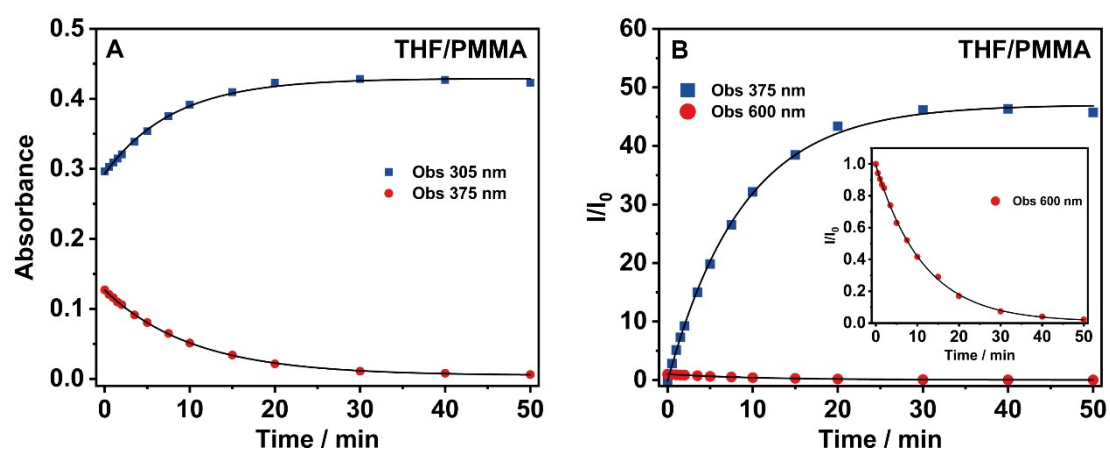 A
THF/PMMA
0.5
0.4
0.3
0.2
0.1
0.0
Absorbance
Obs 305 nm
Obs 375 nm
0 10 20 30 40 50
Time / min
B
THF/PMMA
60
50
40
30
20
10
0
I/I0
Obs 375 nm
Obs 600 nm
1.0
0.8
0.6
0.4
0.2
0.0
I/I0
Obs 600 nm
0 10 20 30 40 50
Time / min
0 10 20 30 40 50
Time / min